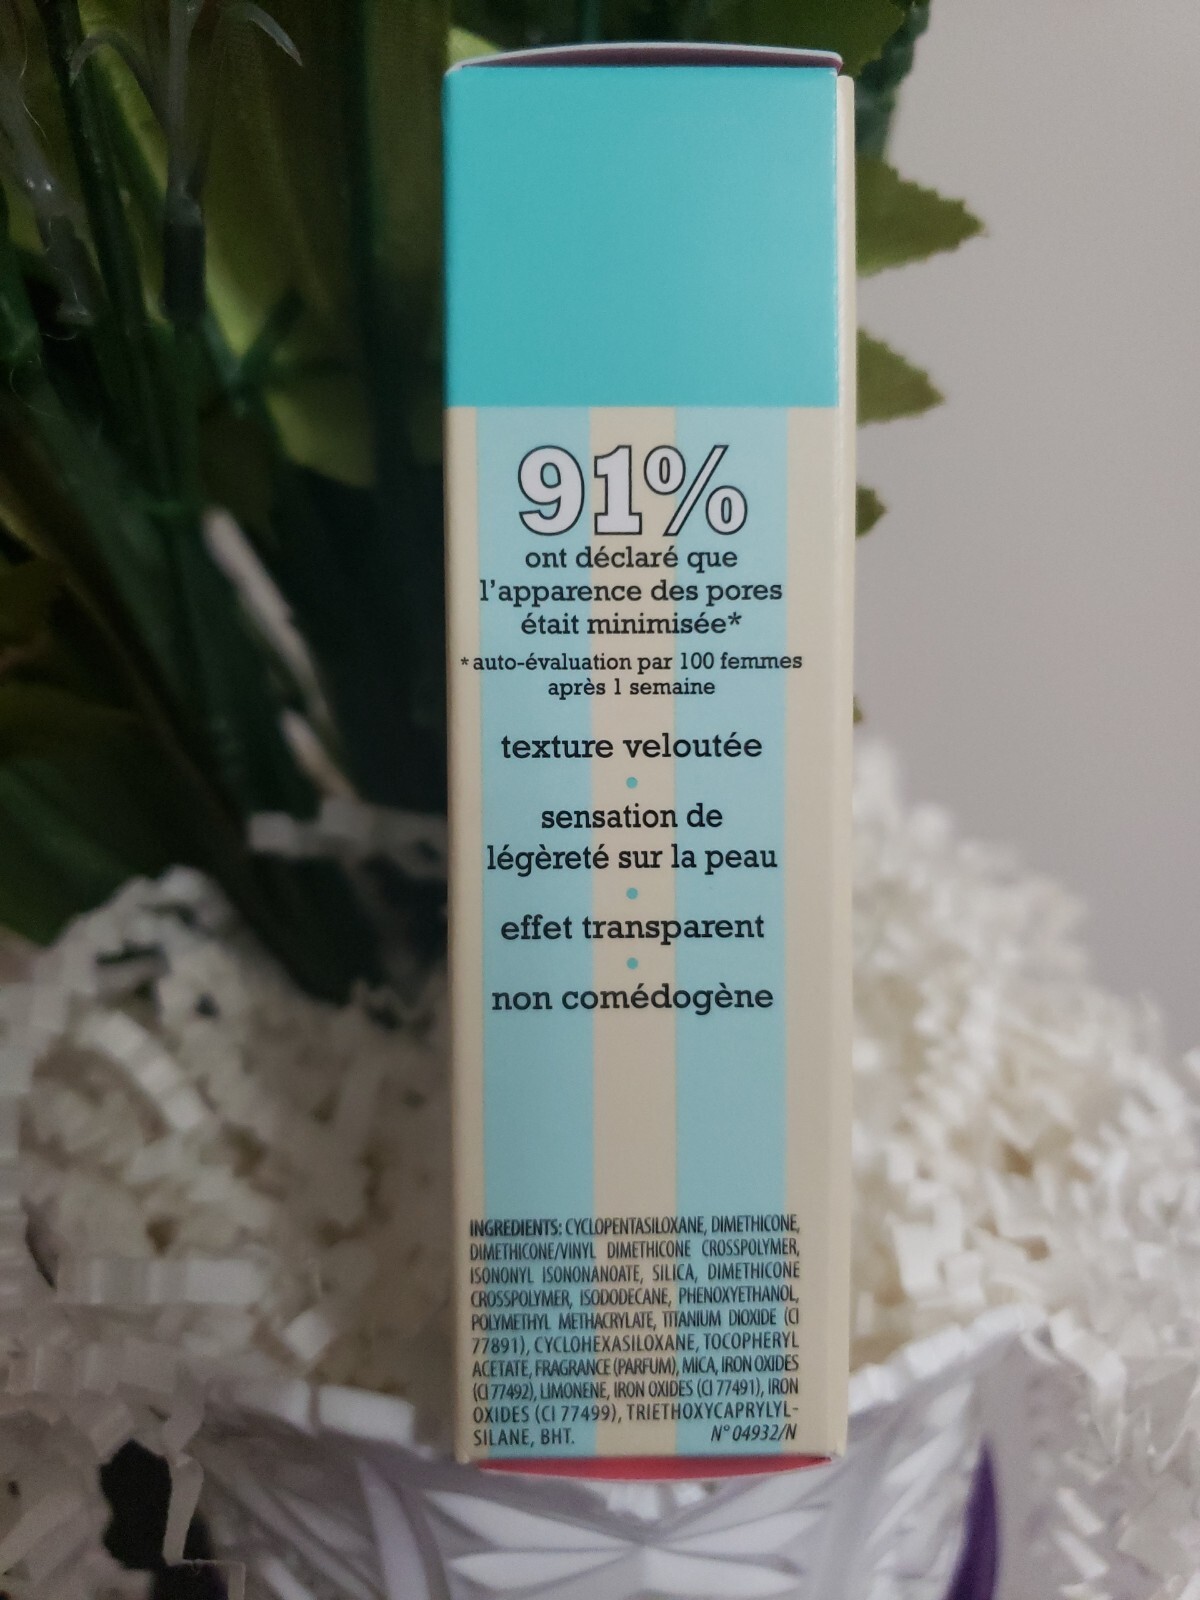 91%
ont déclaré que
l'apparence des pores
était minimisée*
*auto-évaluation par 100 femmes
après 1 semaine
texture veloutée
sensation de
légèreté sur la peau
effet transparent
non comédogène
INGREDIENTS: CYCLOPENTASILOXANE, DIMETHICONE,
DIMETHICONE/VINYL DIMETHICONE CROSSPOLYMER,
ISONONYL ISONONANOATE, SILICA, DIMETHICONE
CROSSPOLYMER, ISODODECANE, PHENOXYETHANOL,
POLYMETHYL METHACRYLATE, TITANIUM DIOXIDE (CI
77891), CYCLOHEXASILOXANE, TOCOPHERYL
ACETATE, FRAGRANCE (PARFUM), MICA, IRON OXIDES
(CI 77492), LIMONENE, IRON OXIDES (CI 77491), IRON
OXIDES (CI 77499), TRIETHOXYCAPRYLYL-
SILANE, BHT. N° 04932/N